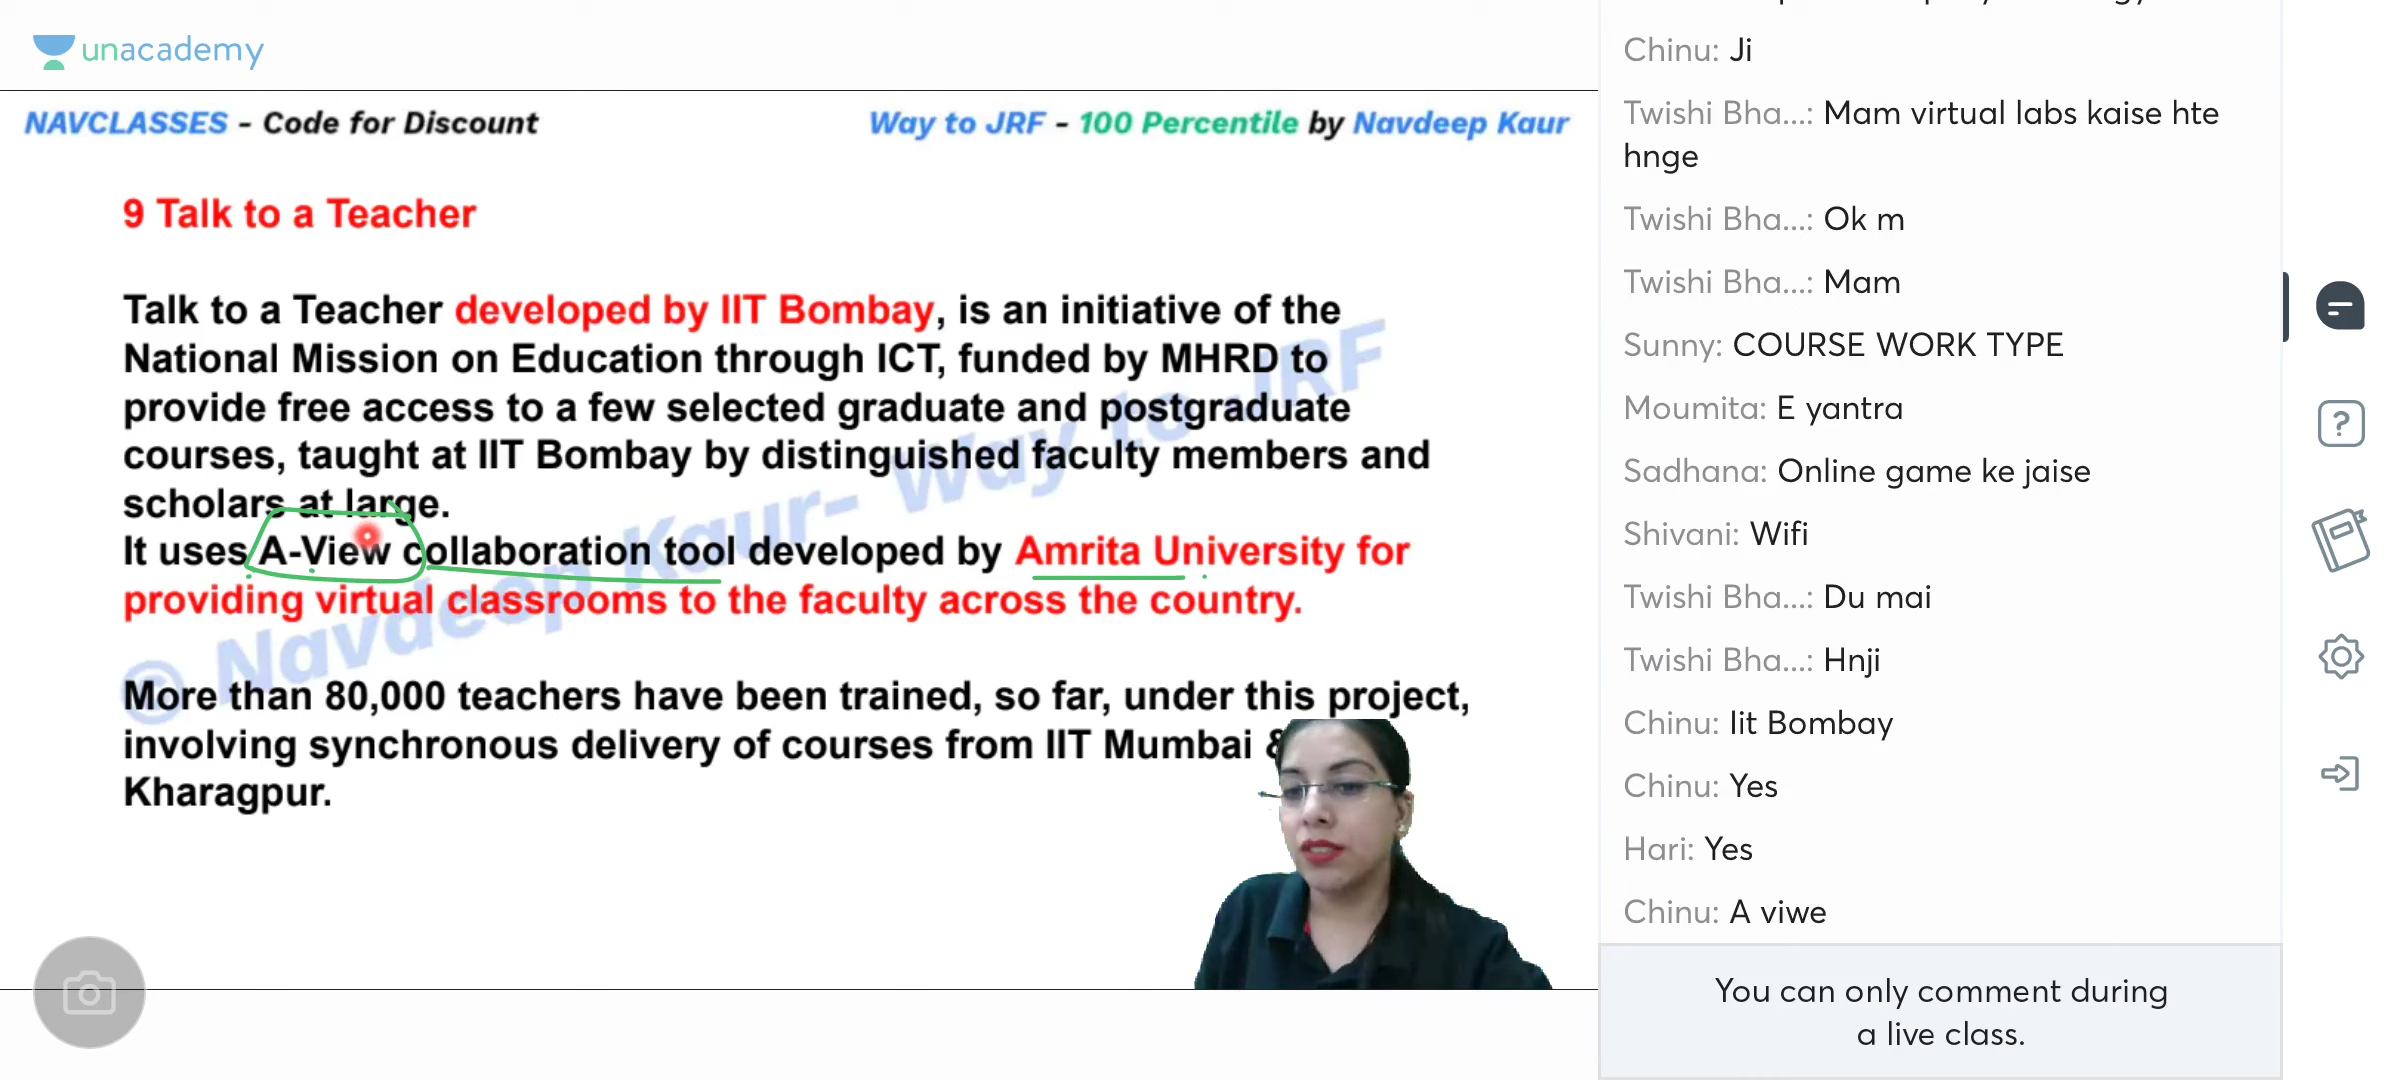 unacademy
NAVCLASSES - Code for Discount
Way to JRF - 100 Percentile by Navdeep Kaur
9 Talk to a Teacher
Talk to a Teacher developed by IIT Bombay, is an initiative of the
National Mission on Education through ICT, funded by MHRD to
provide free access to a few selected graduate and postgraduate
courses, taught at IIT Bombay by distinguished faculty members and
scholars at large.
It uses A-View collaboration tool developed by Amrita University for
providing virtual classrooms to the faculty across the country.
More than 80,000 teachers have been trained, so far, under this project,
involving synchronous delivery of courses from IIT Mumbai &
Kharagpur.
© Navdeep Kaur- Way to JRF
Chinu: Ji
Twishi Bha...: Mam virtual labs kaise hte
hnge
Twishi Bha...: Ok m
Twishi Bha...: Mam
Sunny: COURSE WORK TYPE
Moumita: E yantra
Sadhana: Online game ke jaise
Shivani: Wifi
Twishi Bha...: Du mai
Twishi Bha...: Hnji
Chinu: Iit Bombay
Chinu: Yes
Hari: Yes
Chinu: A viwe
You can only comment during
a live class.